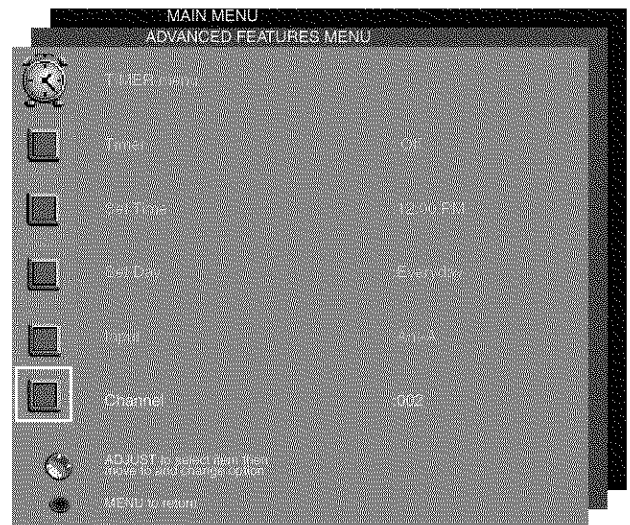 MAIN MENU
ADVANCED FEATURES MENU
TIMER menu
Timer :Off
Set Time :12:00 PM
Set Day :Everyday
Input :Ant-A
Channel :002
ADJUST to select item then
move to and change option
MENU to return